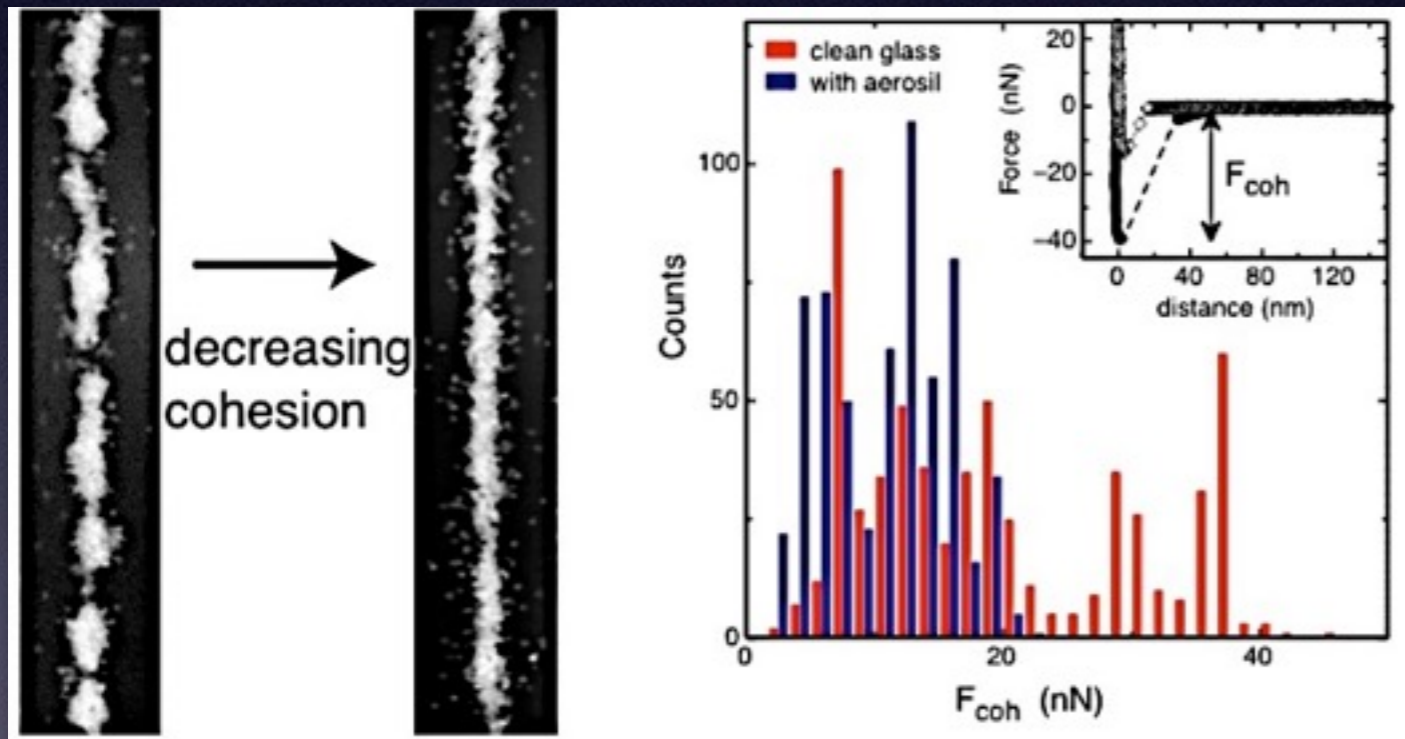 decreasing
cohesion
clean glass
with aerosil
100
50
0
Counts
0
20
40
F_coh (nN)
20
0
−20
−40
Force (nN)
F_coh
0
40
80
120
distance (nm)